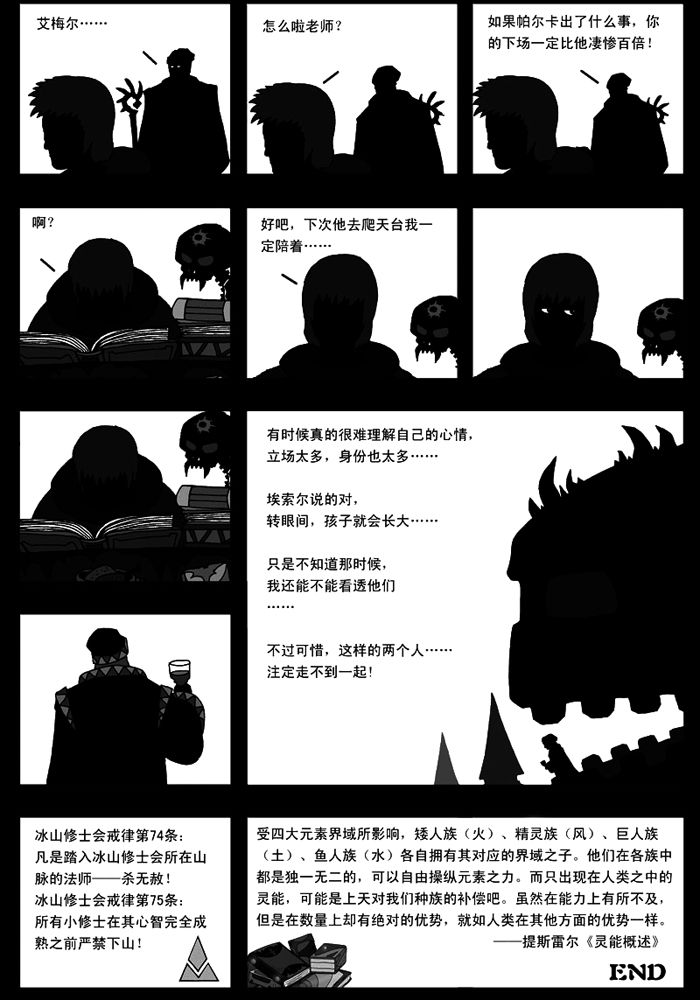 艾梅尔……
怎么啦老师？
如果帕尔卡出了什么事，你
的下场一定比他凄惨百倍！
啊？
好吧，下次他去爬天台我一
定陪着……
有时候真的很难理解自己的心情，
立场太多，身份也太多……
埃索尔说的对，
转眼间，孩子就会长大……
只是不知道那时候，
我还能不能看透他们
……
不过可惜，这样的两个人……
注定走不到一起！
冰山修士会戒律第74条：
凡是踏入冰山修士会所在山
脉的法师——杀无赦！
冰山修士会戒律第75条：
所有小修士在其心智完全成
熟之前严禁下山！
受四大元素界域所影响，矮人族（火）、精灵族（风）、巨人族
（土）、鱼人族（水）各自拥有其对应的界域之子。他们在各族中
都是独一无二的，可以自由操纵元素之力。而只出现在人类之中的
灵能，可能是上天对我们种族的补偿吧。虽然在能力上有所不及，
但是在数量上却有绝对的优势，就如人类在其他方面的优势一样。
——提斯雷尔《灵能概述》
END